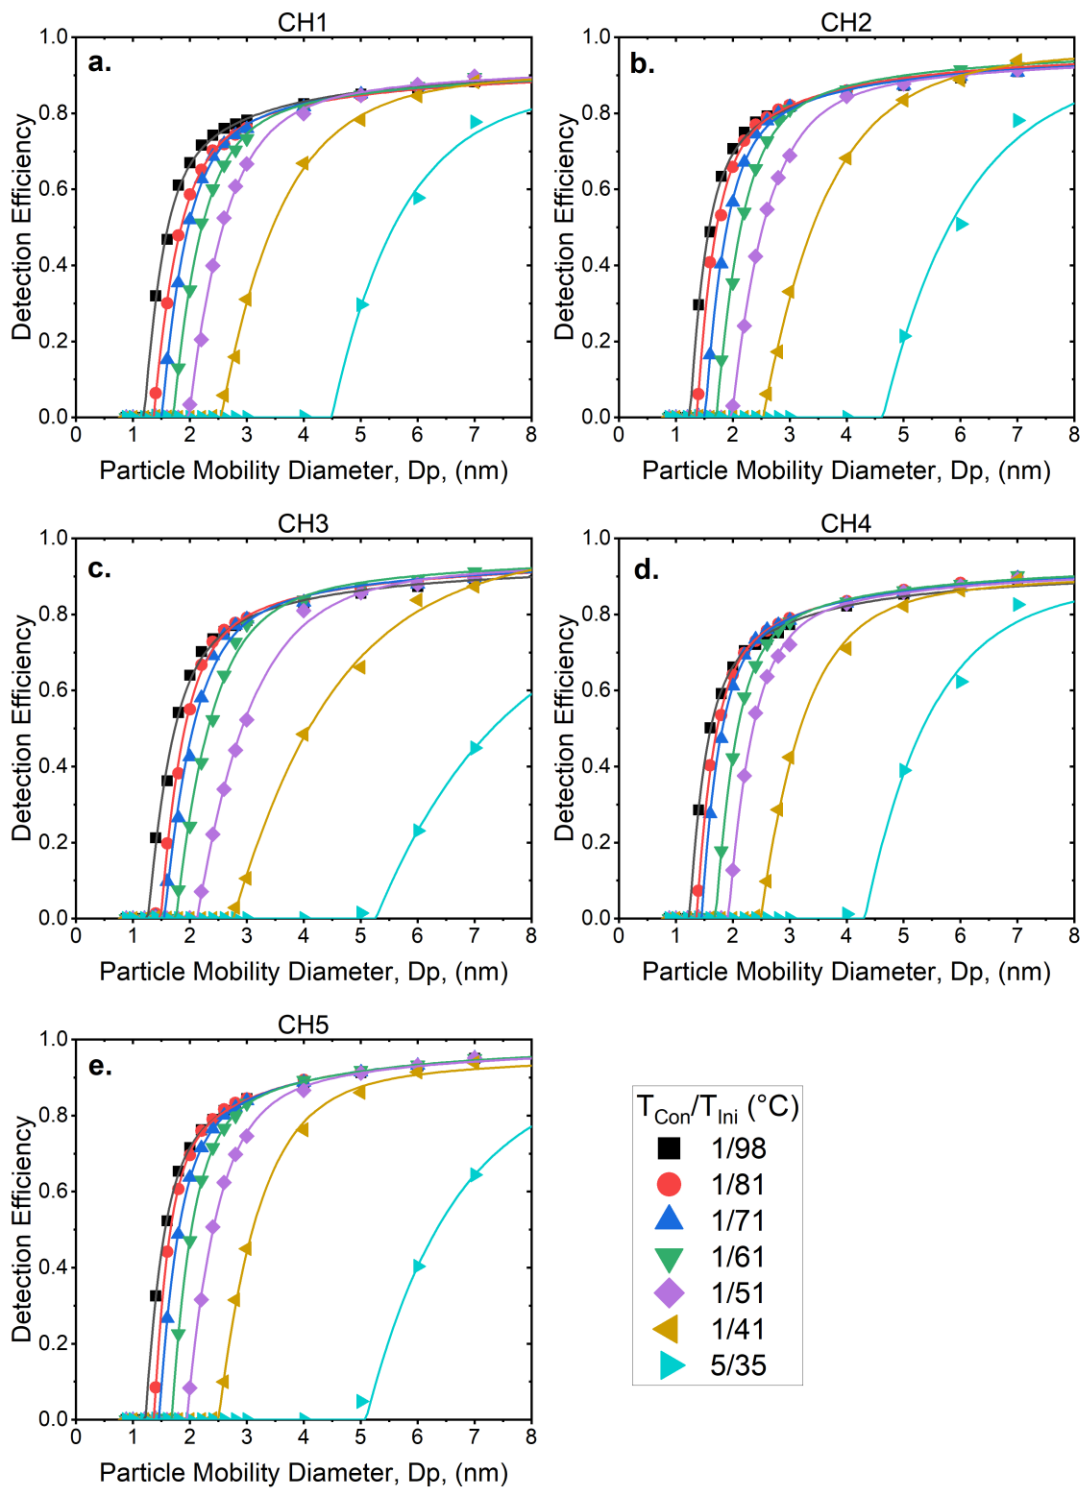 CH1
a.
1.0
0.8
0.6
0.4
0.2
0.0
Detection Efficiency
0 1 2 3 4 5 6 7 8
Particle Mobility Diameter, Dp, (nm)
CH2
b.
1.0
0.8
0.6
0.4
0.2
0.0
Detection Efficiency
0 1 2 3 4 5 6 7 8
Particle Mobility Diameter, Dp, (nm)
CH3
c.
1.0
0.8
0.6
0.4
0.2
0.0
Detection Efficiency
0 1 2 3 4 5 6 7 8
Particle Mobility Diameter, Dp, (nm)
CH4
d.
1.0
0.8
0.6
0.4
0.2
0.0
Detection Efficiency
0 1 2 3 4 5 6 7 8
Particle Mobility Diameter, Dp, (nm)
CH5
e.
1.0
0.8
0.6
0.4
0.2
0.0
Detection Efficiency
0 1 2 3 4 5 6 7 8
Particle Mobility Diameter, Dp, (nm)
T_Con/T_Ini (°C)
1/98
1/81
1/71
1/61
1/51
1/41
5/35